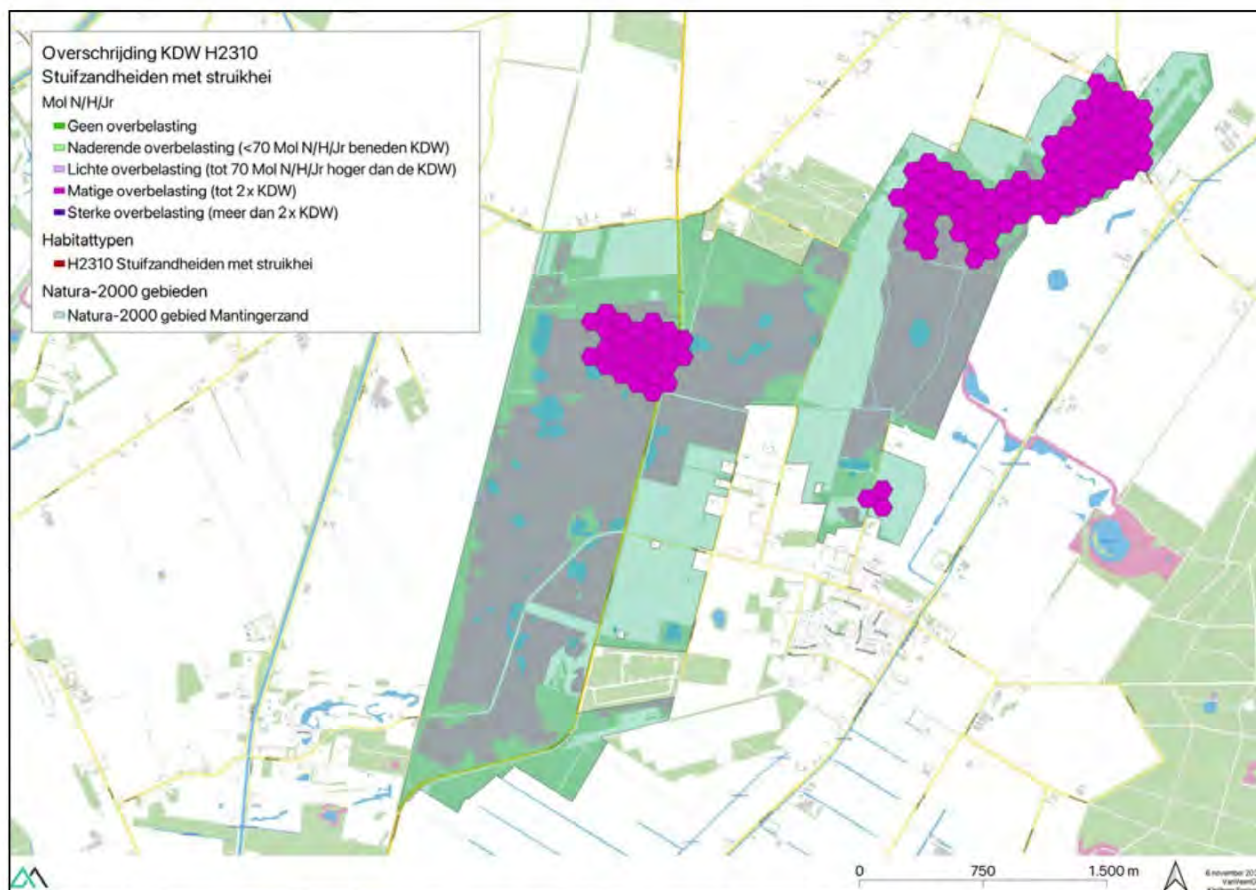 Overschrijding KDW H2310
Stuifzandheiden met struikhei
Mol N/H/Jr
Geen overbelasting
Naderende overbelasting (<70 Mol N/H/Jr beneden KDW)
Lichte overbelasting (tot 70 Mol N/H/Jr hoger dan de KDW)
Matige overbelasting (tot 2 x KDW)
Sterke overbelasting (meer dan 2 x KDW)
Habitattypen
H2310 Stuifzandheiden met struikhei
Natura-2000 gebieden
Natura-2000 gebied Mantingerzand
0 750 1.500 m
6 november